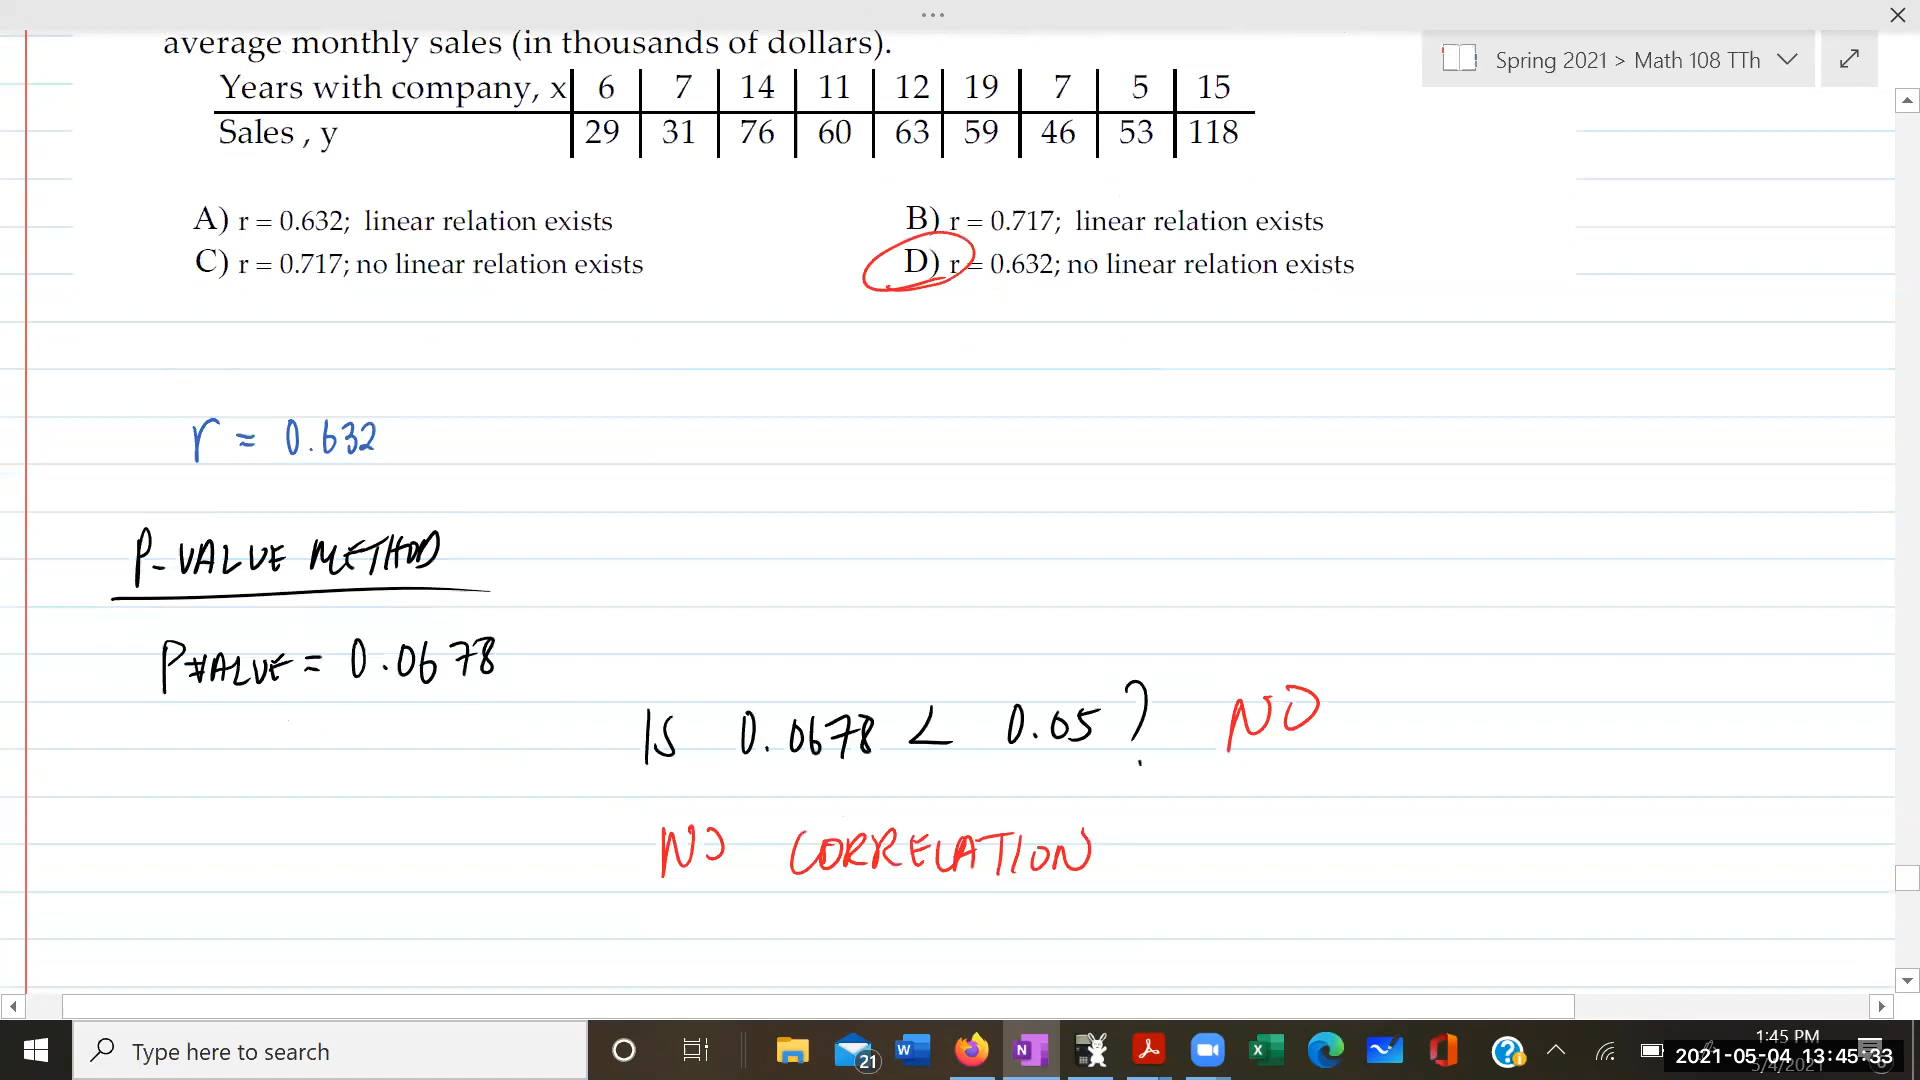 average monthly sales (in thousands of dollars).
Spring 2021 > Math 108 TTh
Years with company, x 6 7 14 11 12 19 7 5 15
Sales , y 29 31 76 60 63 59 46 53 118
A) r = 0.632; linear relation exists B) r = 0.717; linear relation exists
C) r = 0.717; no linear relation exists D) r = 0.632; no linear relation exists
r ≈ 0.632
P-VALUE METHOD
P-VALUE = 0.0678
IS 0.0678 < 0.05 ? NO
NO CORRELATION
Type here to search
21
1:45 PM
2021-05-04 13:45:33